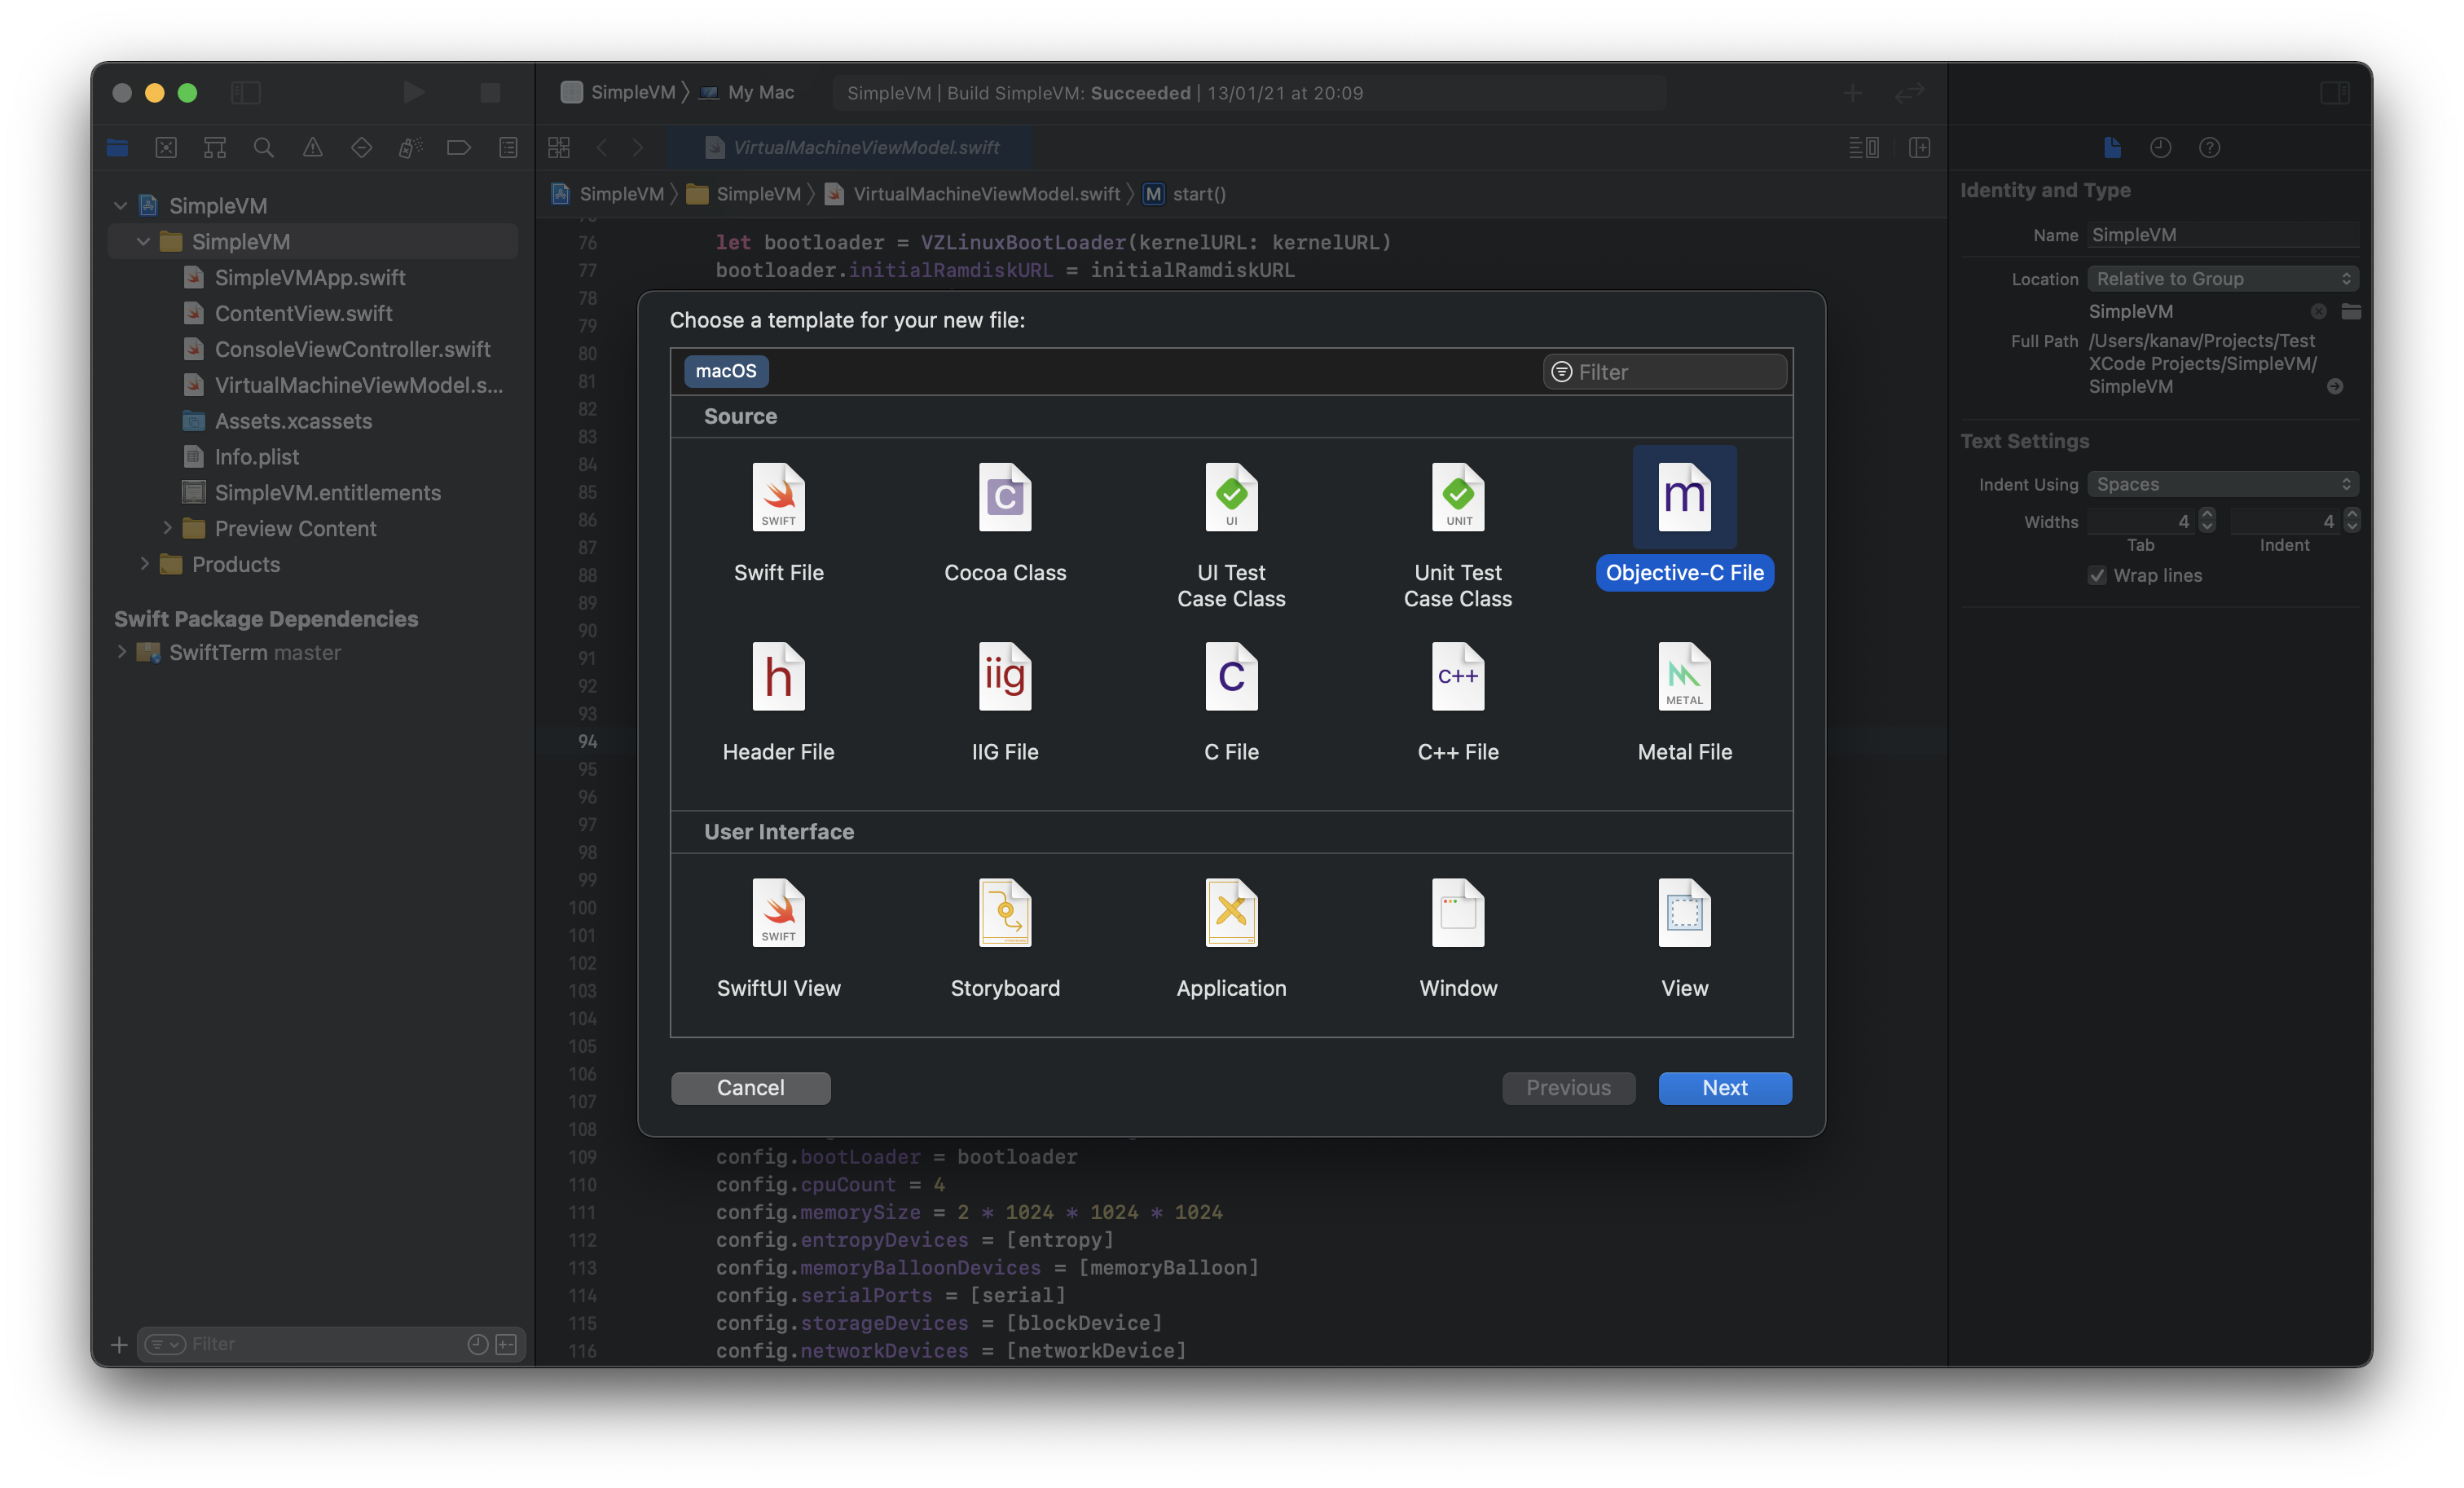 SimpleVM
My Mac
SimpleVM | Build SimpleVM: Succeeded | 13/01/21 at 20:09
VirtualMachineViewModel.swift
SimpleVM
SimpleVM
VirtualMachineViewModel.swift
M
start()
SimpleVM
SimpleVM
SimpleVMApp.swift
ContentView.swift
ConsoleViewController.swift
VirtualMachineViewModel.s...
Assets.xcassets
Info.plist
SimpleVM.entitlements
Preview Content
Products
Swift Package Dependencies
SwiftTerm master
Filter
76 let bootloader = VZLinuxBootLoader(kernelURL: kernelURL)
77 bootloader.initialRamdiskURL = initialRamdiskURL
78
79
80
81
82
83
84
85
86
87
88
89
90
91
92
93
94
95
96
97
98
99
100
101
102
103
104
105
106
107
108
109 config.bootLoader = bootloader
110 config.cpuCount = 4
111 config.memorySize = 2 * 1024 * 1024 * 1024
112 config.entropyDevices = [entropy]
113 config.memoryBalloonDevices = [memoryBalloon]
114 config.serialPorts = [serial]
115 config.storageDevices = [blockDevice]
116 config.networkDevices = [networkDevice]
Choose a template for your new file:
macOS
Filter
Source
SWIFT
Swift File
C
Cocoa Class
UI
UI Test
Case Class
UNIT
Unit Test
Case Class
m
Objective-C File
h
Header File
iig
IIG File
C
C File
C++
C++ File
METAL
Metal File
User Interface
SWIFT
SwiftUI View
Storyboard
Application
Window
View
Cancel
Previous
Next
Identity and Type
Name SimpleVM
Location Relative to Group
SimpleVM
Full Path /Users/kanav/Projects/Test
XCode Projects/SimpleVM/
SimpleVM
Text Settings
Indent Using Spaces
Widths 4 4
Tab Indent
Wrap lines